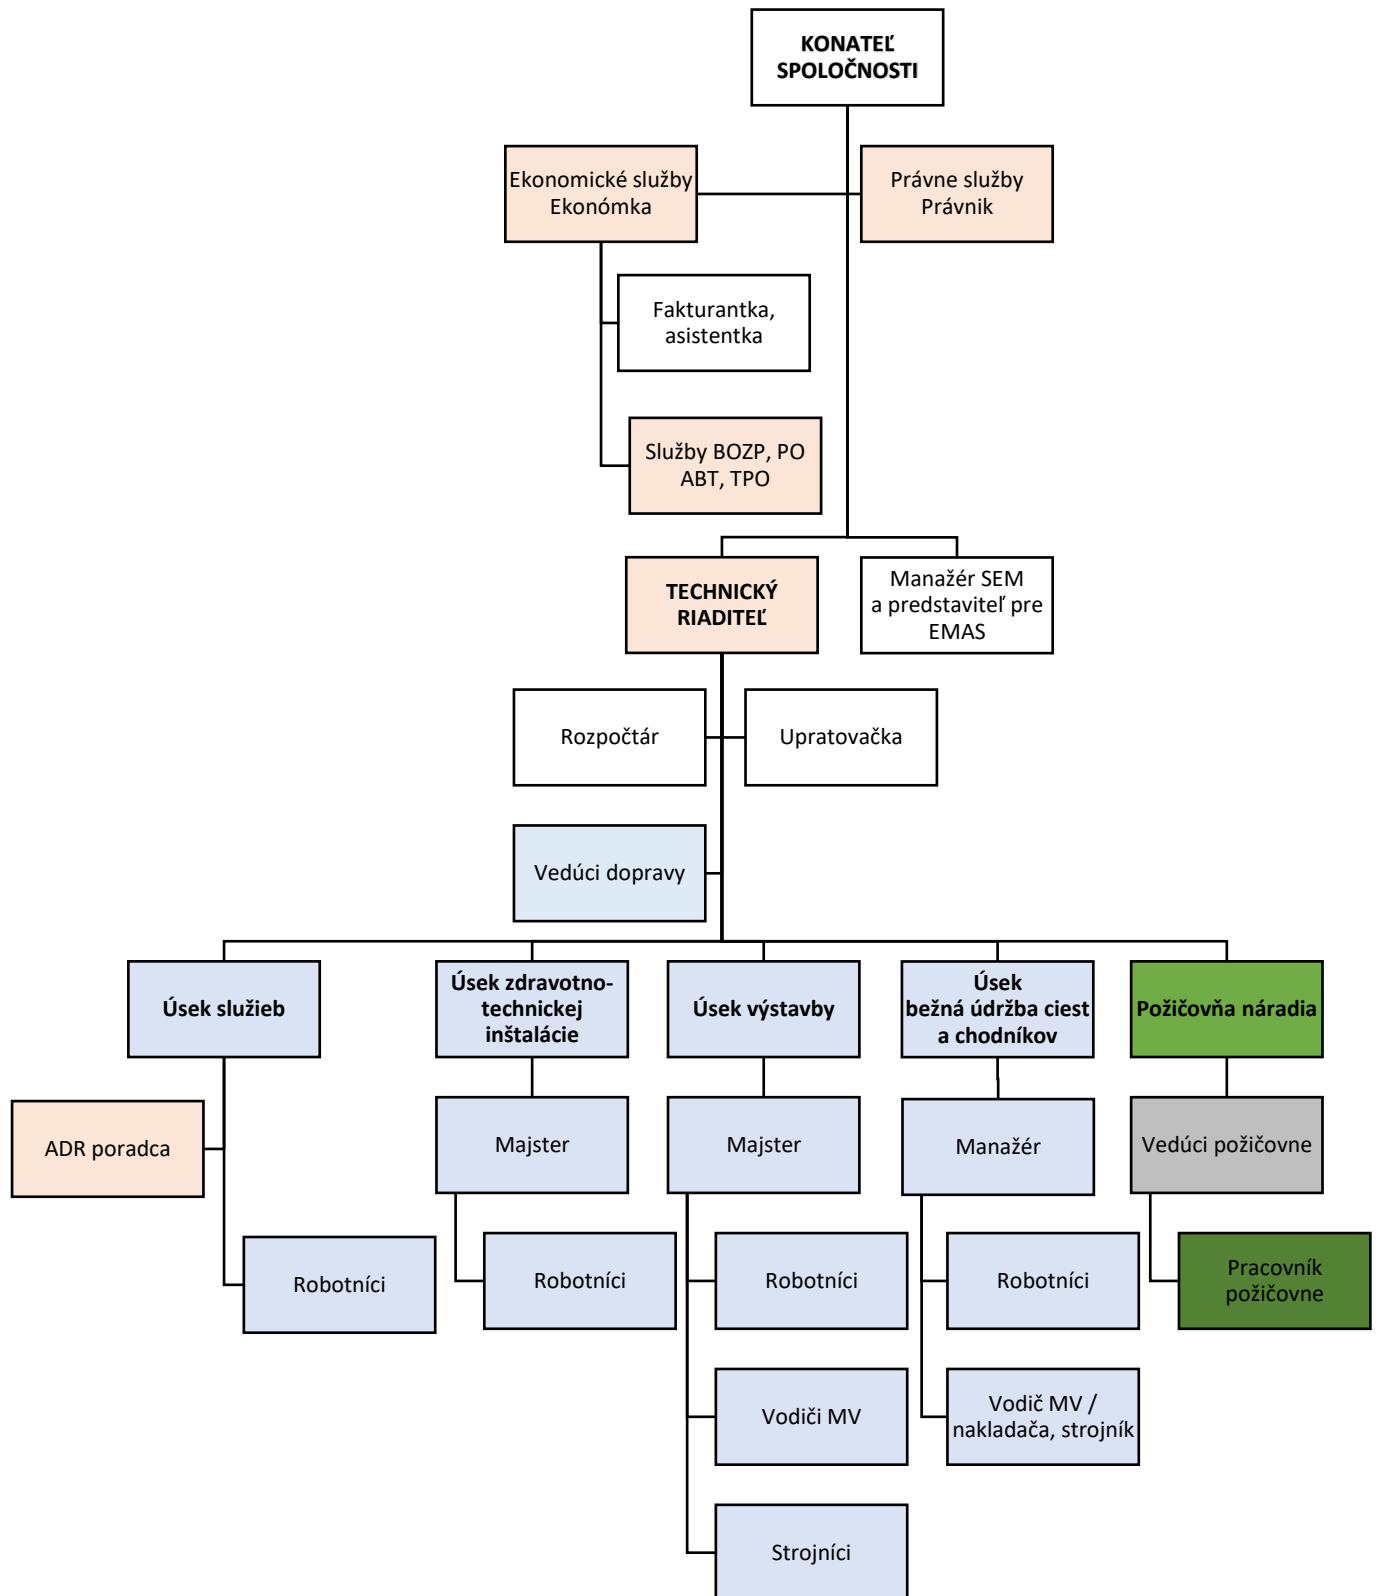 KONATEĽ
SPOLOČNOSTI
Ekonomické služby
Ekonómka
Právne služby
Právnik
Fakturantka,
asistentka
Služby BOZP, PO
ABT, TPO
TECHNICKÝ
RIADITEĽ
Manažér SEM
a predstaviteľ pre
EMAS
Rozpočtár
Upratovačka
Vedúci dopravy
Úsek služieb
Úsek zdravotno-
technickej
inštalácie
Úsek výstavby
Úsek
bežná údržba ciest
a chodníkov
Požičovňa náradia
ADR poradca
Majster
Majster
Manažér
Vedúci požičovne
Robotníci
Robotníci
Robotníci
Robotníci
Pracovník
požičovne
Vodiči MV
Vodič MV /
nakladača, strojník
Strojníci